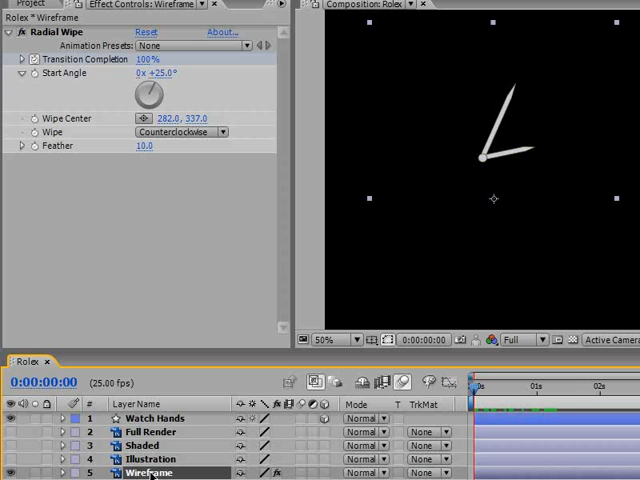 Project Effect Controls: Wireframe Composition: Rolex
Rolex * Wireframe
fx Radial Wipe Reset About...
Animation Presets: None
Transition Completion 100%
Start Angle 0x +25.0°
Wipe Center 282.0, 337.0
Wipe Counterclockwise
Feather 10.0
50% 0:00:00:00 Full Active Camera
Rolex
0:00:00:00 (25.00 fps) 0s 01s 02s
# Layer Name Mode T TrkMat
1 Watch Hands Normal
2 Full Render Normal None
3 Shaded Normal None
4 Illustration Normal None
5 Wireframe fx Normal None